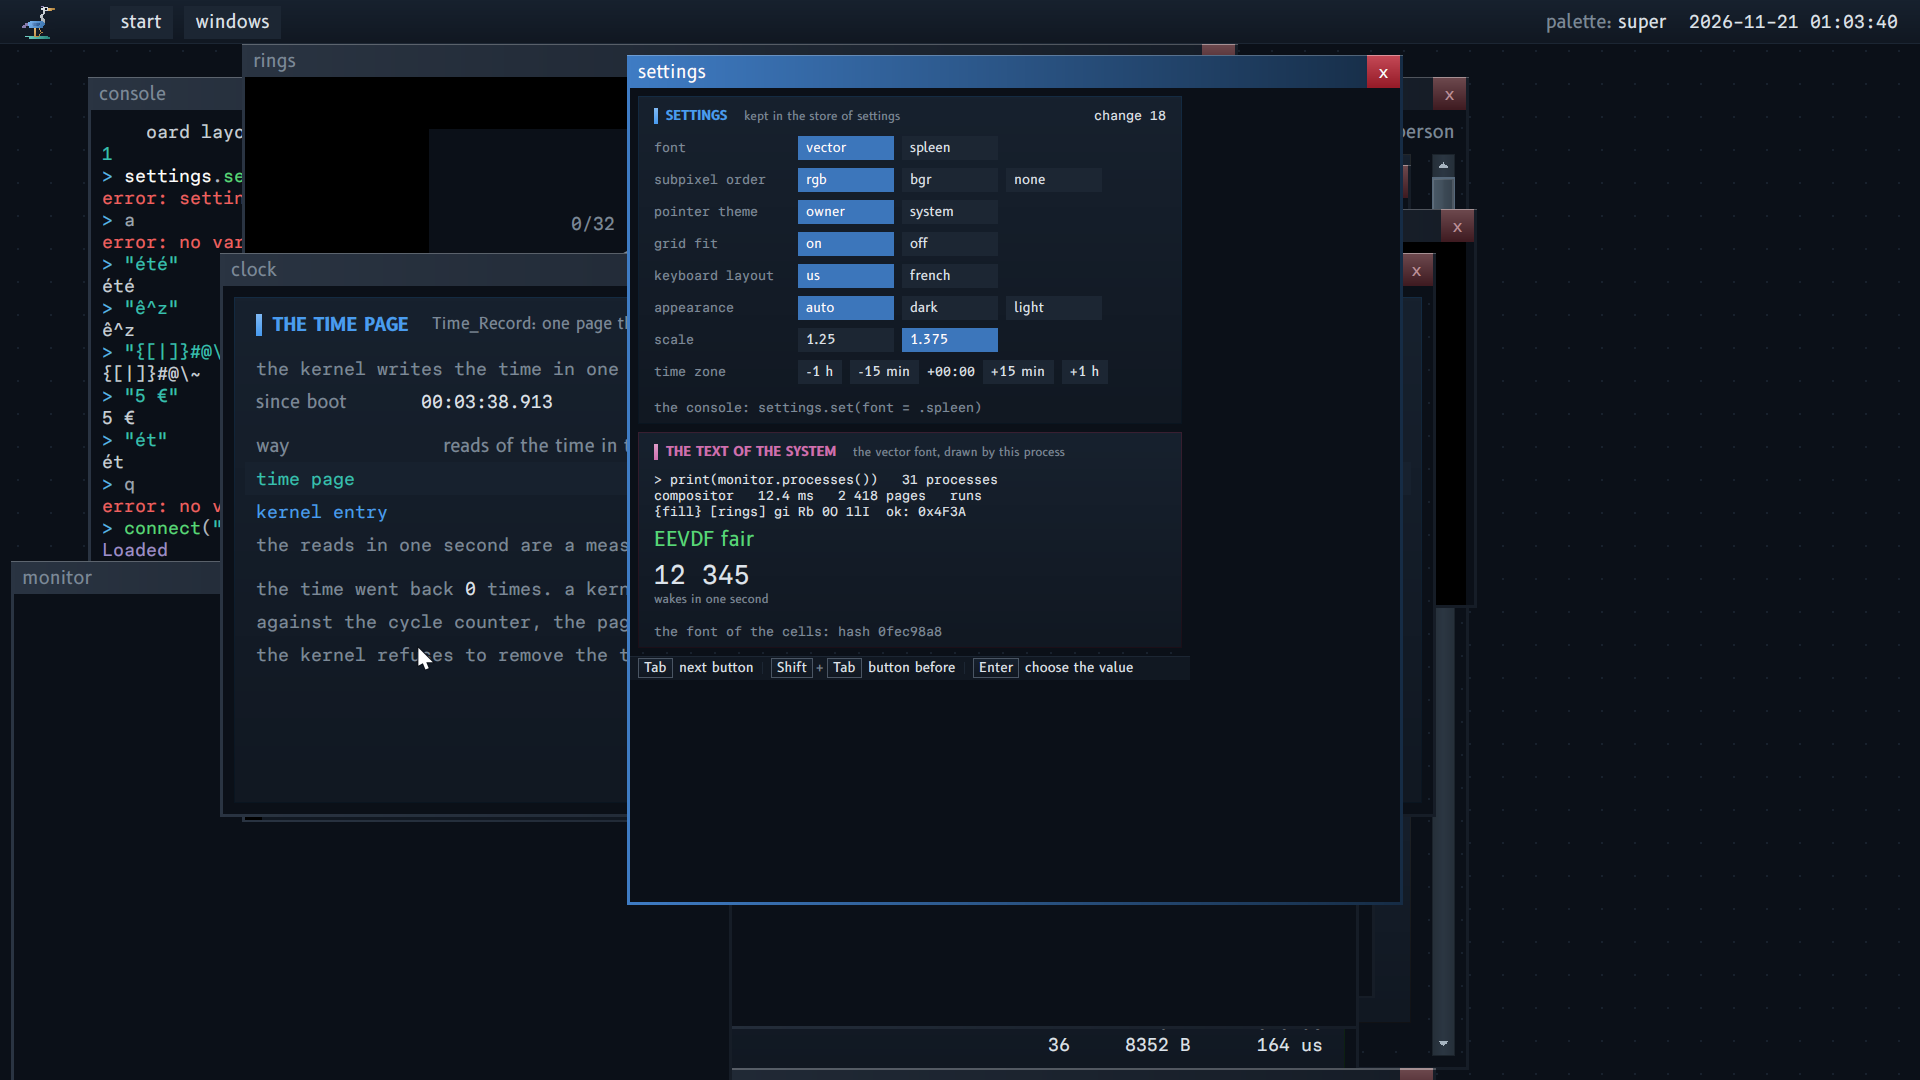 start windows palette: super 2026-11-21 01:03:40
rings
console
oard layo
1
> settings.se
error: settin
> a
error: no var
> "été"
été
> "ê^z"
ê^z
> "{[|]}#@\
{[|]}#@\~
> "5 €"
5 €
> "ét"
ét
> q
error: no v
> connect("
Loaded
0/32
monitor
clock
THE TIME PAGE Time_Record: one page th
the kernel writes the time in one
since boot 00:03:38.913
way reads of the time in t
time page
kernel entry
the reads in one second are a meas
the time went back 0 times. a kern
against the cycle counter, the pag
the kernel refuses to remove the t
settings x
SETTINGS kept in the store of settings change 18
font vector spleen
subpixel order rgb bgr none
pointer theme owner system
grid fit on off
keyboard layout us french
appearance auto dark light
scale 1.25 1.375
time zone -1 h -15 min +00:00 +15 min +1 h
the console: settings.set(font = .spleen)
THE TEXT OF THE SYSTEM the vector font, drawn by this process
> print(monitor.processes()) 31 processes
compositor 12.4 ms 2 418 pages runs
{fill} [rings] gi Rb 0O 1lI ok: 0x4F3A
EEVDF fair
12 345
wakes in one second
the font of the cells: hash 0fec98a8
Tab next button Shift + Tab button before Enter choose the value
x
person
x
x
36 8352 B 164 us